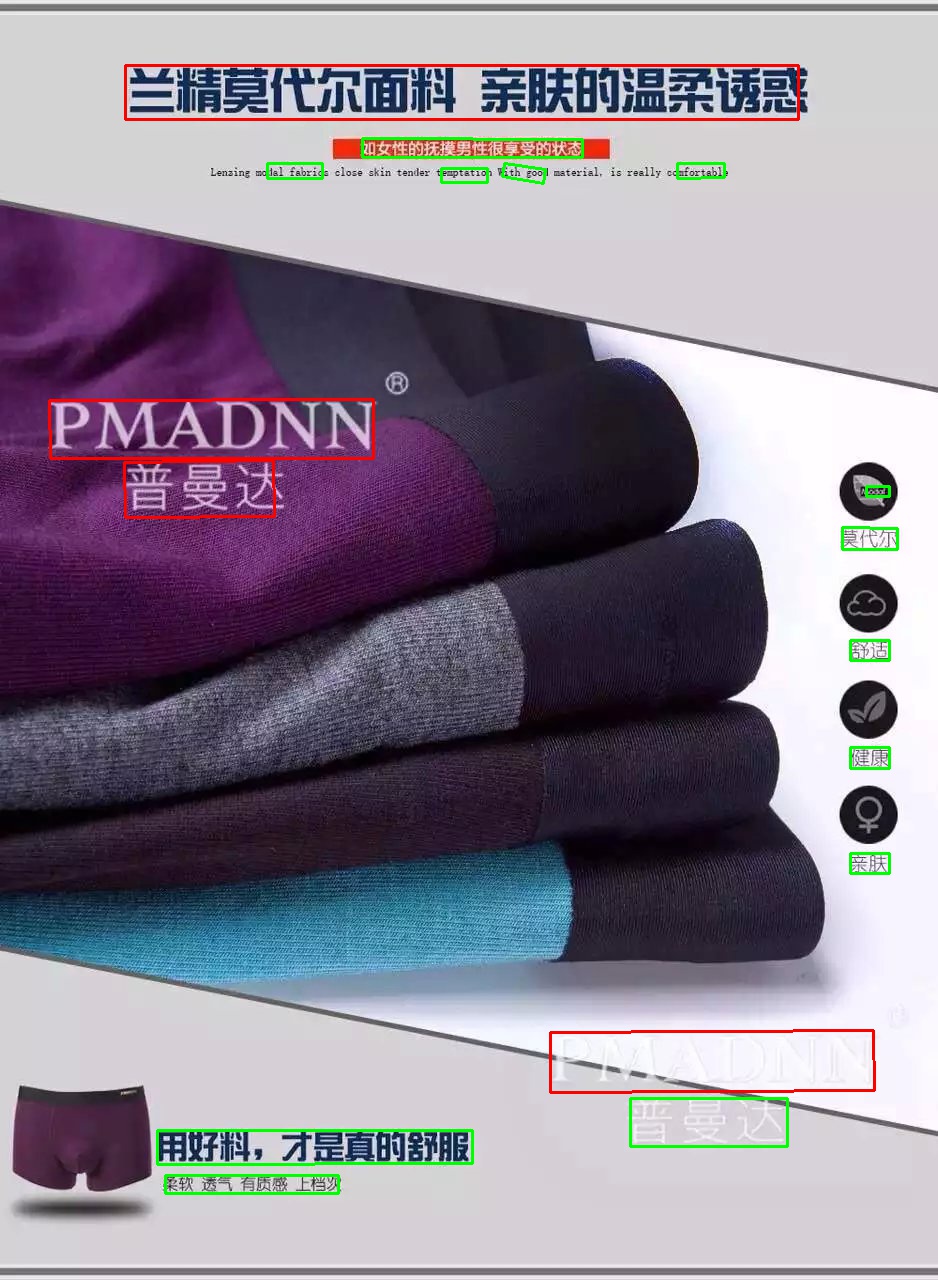 兰精莫代尔面料 亲肤的温柔诱惑
如女性的抚摸男性很享受的状态
Lenzing modal fabrics close skin tender temptation With good material, is really comfortable
PMADNN®
普曼达
Modal
莫代尔
舒适
健康
亲肤
PMADNN
普曼达
用好料，才是真的舒服
柔软 透气 有质感 上档次